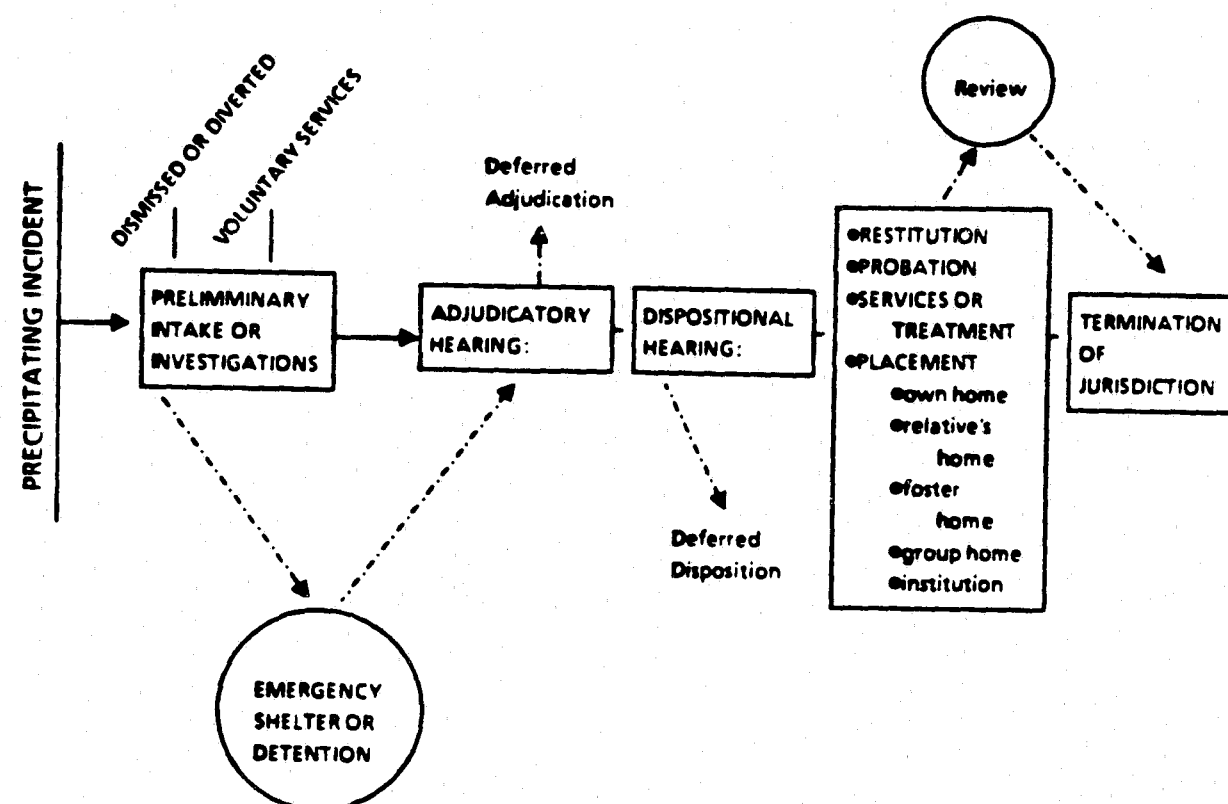 PRECIPITATING INCIDENT
DISMISSED OR DIVERTED
VOLUNTARY SERVICES
PRELIMMINARY
INTAKE OR
INVESTIGATIONS
EMERGENCY
SHELTER OR
DETENTION
Deferred
Adjudication
ADJUDICATORY
HEARING:
DISPOSITIONAL
HEARING:
Deferred
Disposition
Review
●RESTITUTION
●PROBATION
●SERVICES OR
TREATMENT
●PLACEMENT
●own home
●relative's
home
●foster
home
●group home
●institution
TERMINATION
OF
JURISDICTION